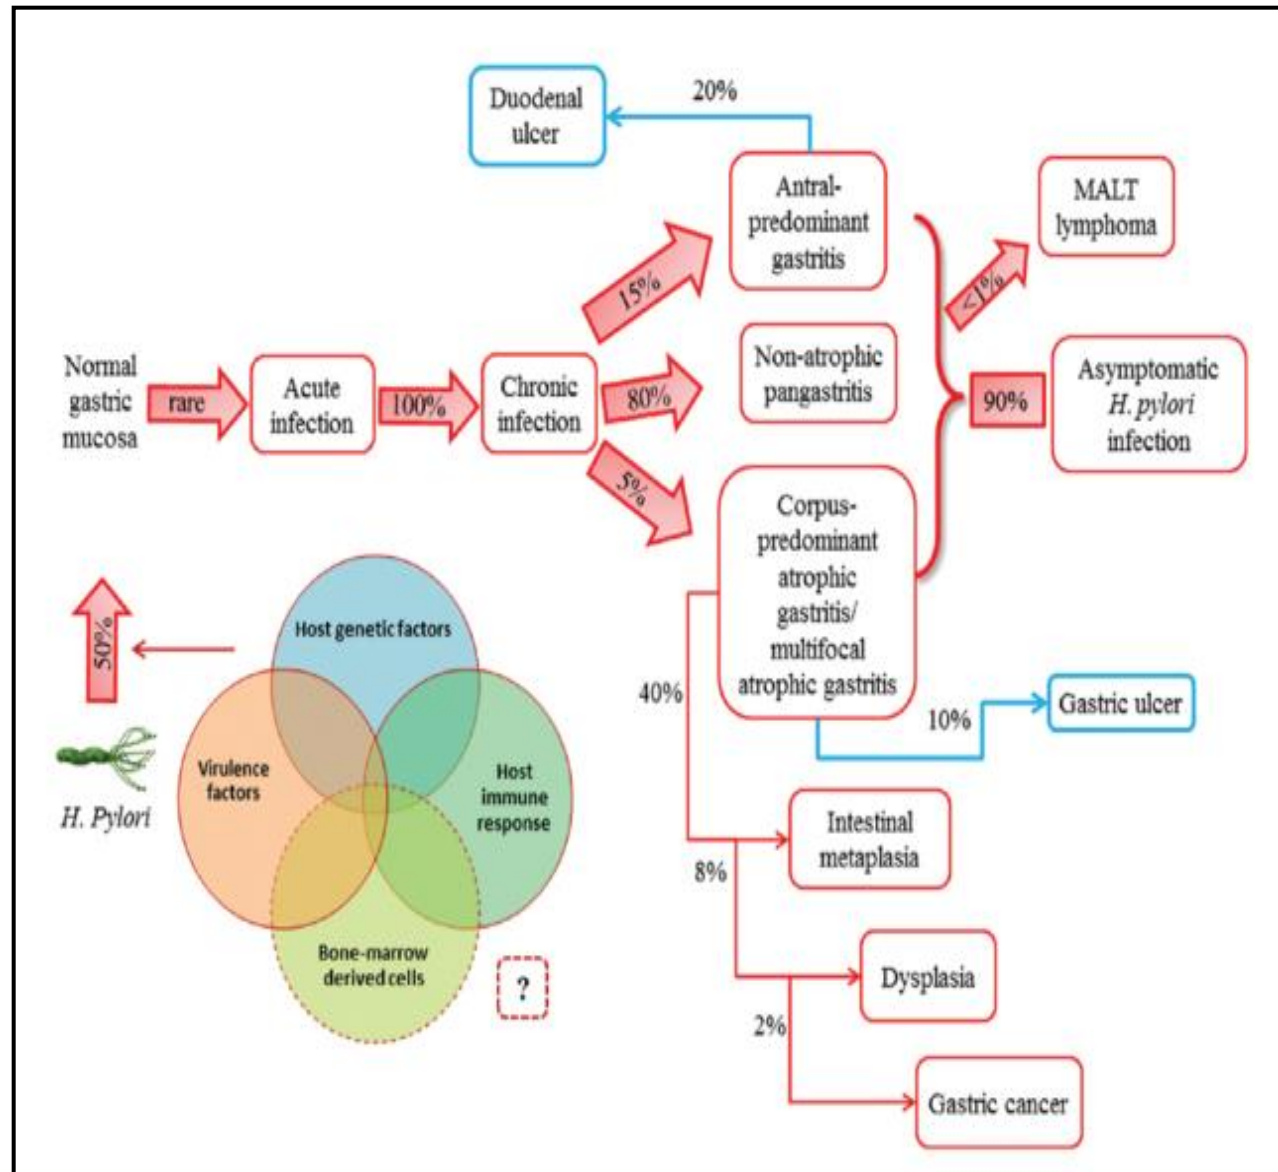 Duodenal
ulcer
20%
Antral-
predominant
gastritis
MALT
lymphoma
<1%
15%
Normal
gastric
mucosa
rare
Acute
infection
100%
Chronic
infection
80%
Non-atrophic
pangastritis
90%
Asymptomatic
H. pylori
infection
5%
Corpus-
predominant
atrophic
gastritis/
multifocal
atrophic gastritis
50%
H. Pylori
Host genetic factors
Virulence
factors
Host
immune
response
Bone-marrow
derived cells
?
40%
10%
Gastric ulcer
Intestinal
metaplasia
8%
Dysplasia
2%
Gastric cancer